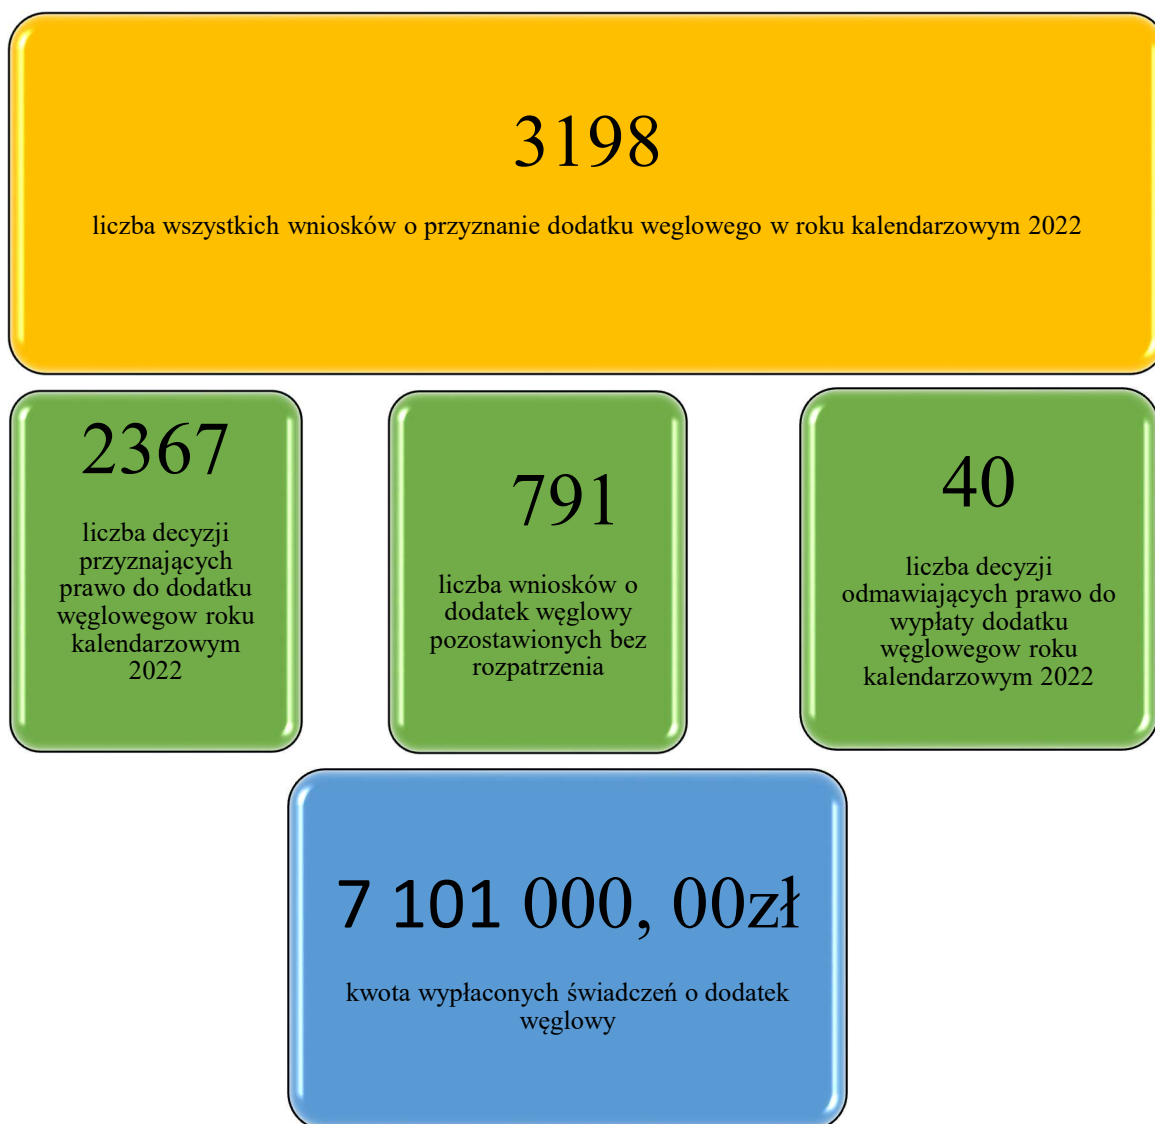 3198
liczba wszystkich wniosków o przyznanie dodatku weglowego w roku kalendarzowym 2022
2367
liczba decyzji
przyznających
prawo do dodatku
węglowegow roku
kalendarzowym
2022
791
liczba wniosków o
dodatek węglowy
pozostawionych bez
rozpatrzenia
40
liczba decyzji
odmawiających prawo do
wypłaty dodatku
węglowegow roku
kalendarzowym 2022
7 101 000, 00zł
kwota wypłaconych świadczeń o dodatek
węglowy